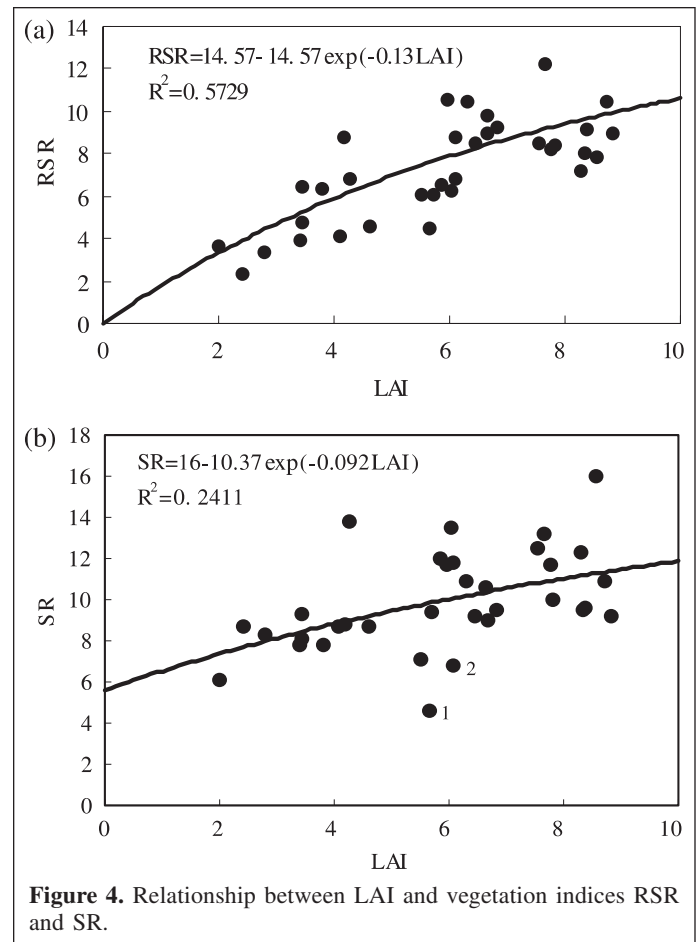 (a)
RSR=14.57-14.57exp(-0.13LAI)
R²=0.5729
14
12
10
8
6
4
2
0
RSR
0 2 4 6 8 10
LAI
(b)
SR=16-10.37exp(-0.092LAI)
R²=0.2411
18
16
14
12
10
8
6
4
2
0
SR
2
1
0 2 4 6 8 10
LAI
Figure 4. Relationship between LAI and vegetation indices RSR
and SR.